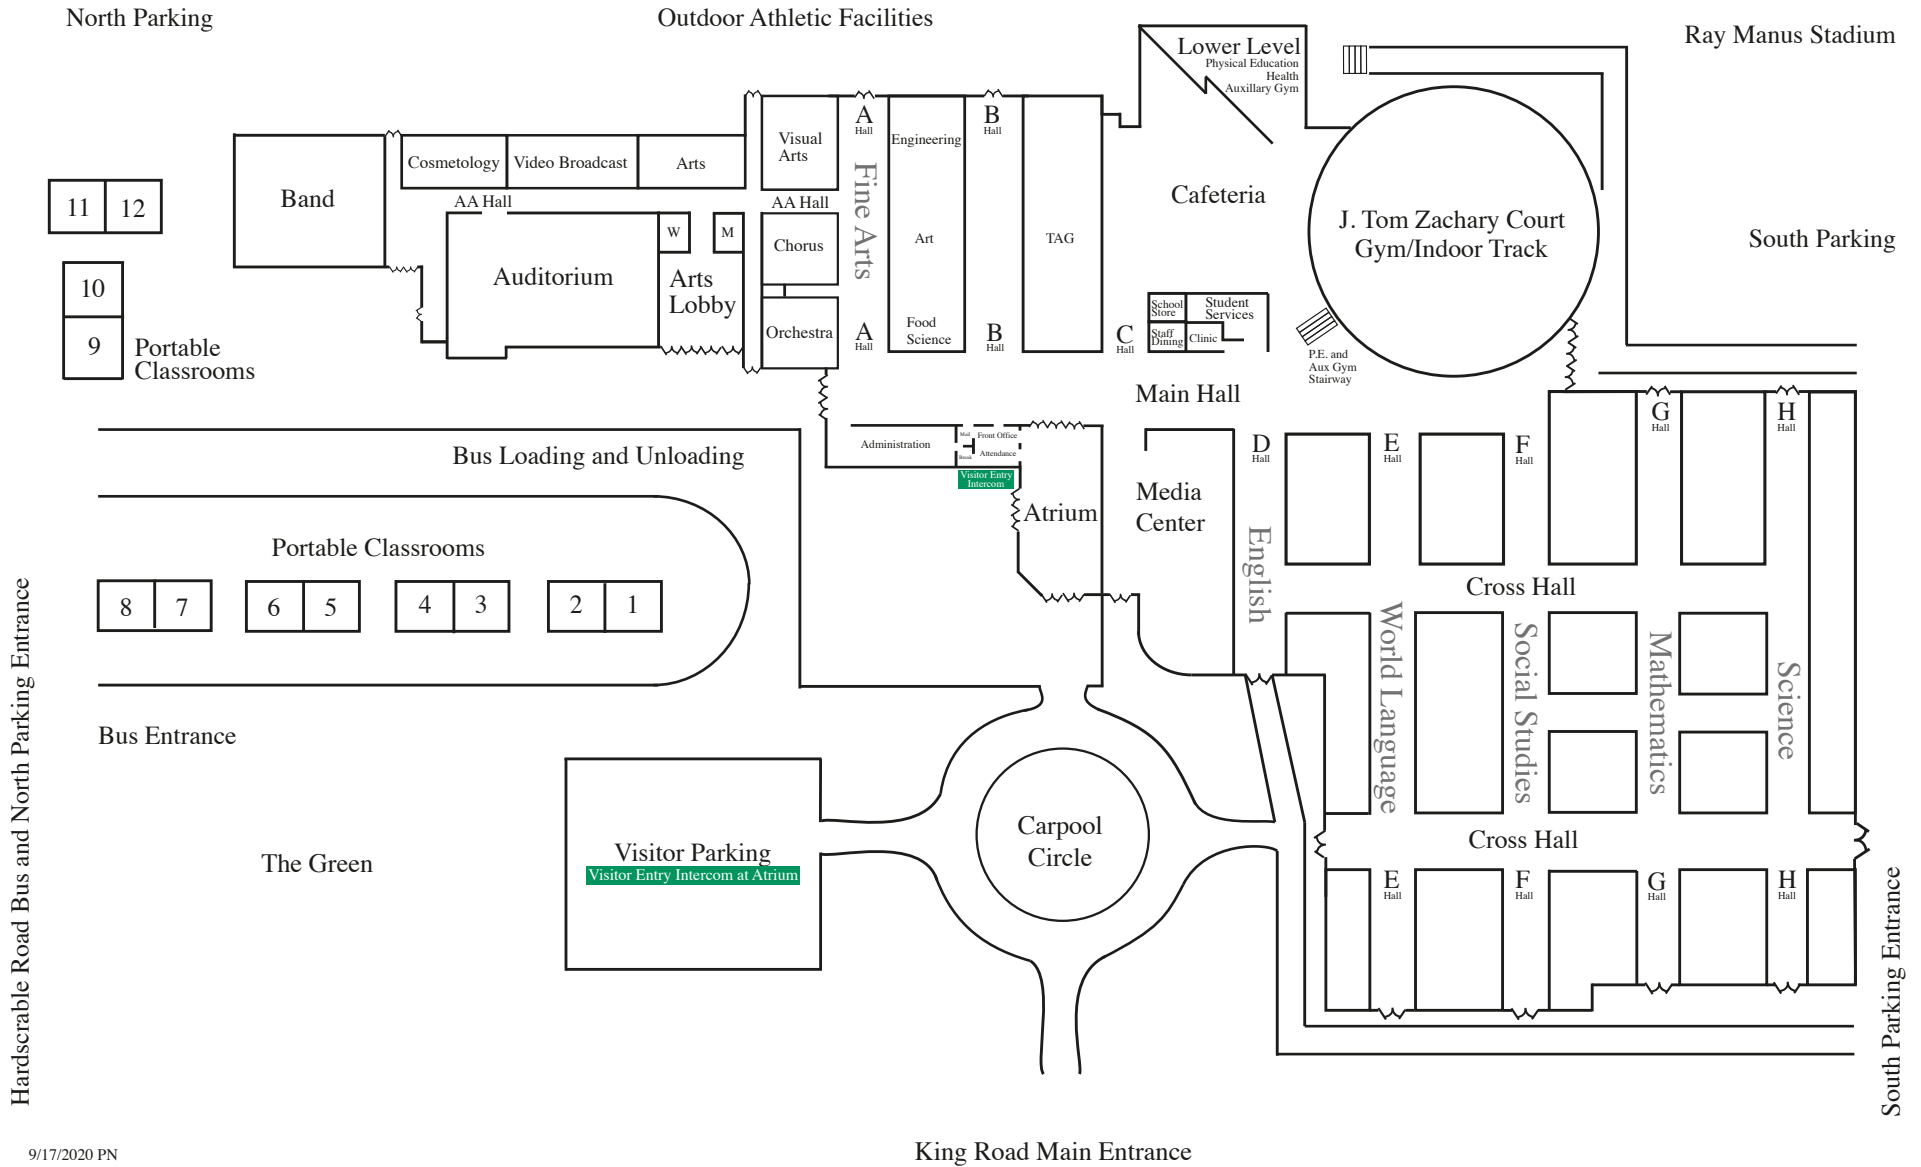 North Parking
Outdoor Athletic Facilities
Ray Manus Stadium
Lower Level
Physical Education
Health
Auxillary Gym
A
Hall
B
Hall
Visual
Arts
Engineering
Cosmetology
Video Broadcast
Arts
Band
AA Hall
AA Hall
Fine Arts
Cafeteria
11
12
W
M
Chorus
Art
TAG
J. Tom Zachary Court
Gym/Indoor Track
South Parking
Auditorium
Arts
Lobby
10
9
Portable
Classrooms
Orchestra
A
Hall
Food
Science
B
Hall
C
Hall
School
Store
Student
Services
Staff
Dining
Clinic
P.E. and
Aux Gym
Stairway
Main Hall
G
Hall
H
Hall
Bus Loading and Unloading
Administration
Mail
Front Office
Break
Attendance
Visitor Entry
Intercom
D
Hall
E
Hall
F
Hall
Atrium
Media
Center
English
Portable Classrooms
8
7
6
5
4
3
2
1
Cross Hall
World Language
Social Studies
Mathematics
Science
Hardscrable Road Bus and North Parking Entrance
Bus Entrance
The Green
Visitor Parking
Visitor Entry Intercom at Atrium
Carpool
Circle
Cross Hall
E
Hall
F
Hall
G
Hall
H
Hall
South Parking Entrance
King Road Main Entrance
9/17/2020 PN